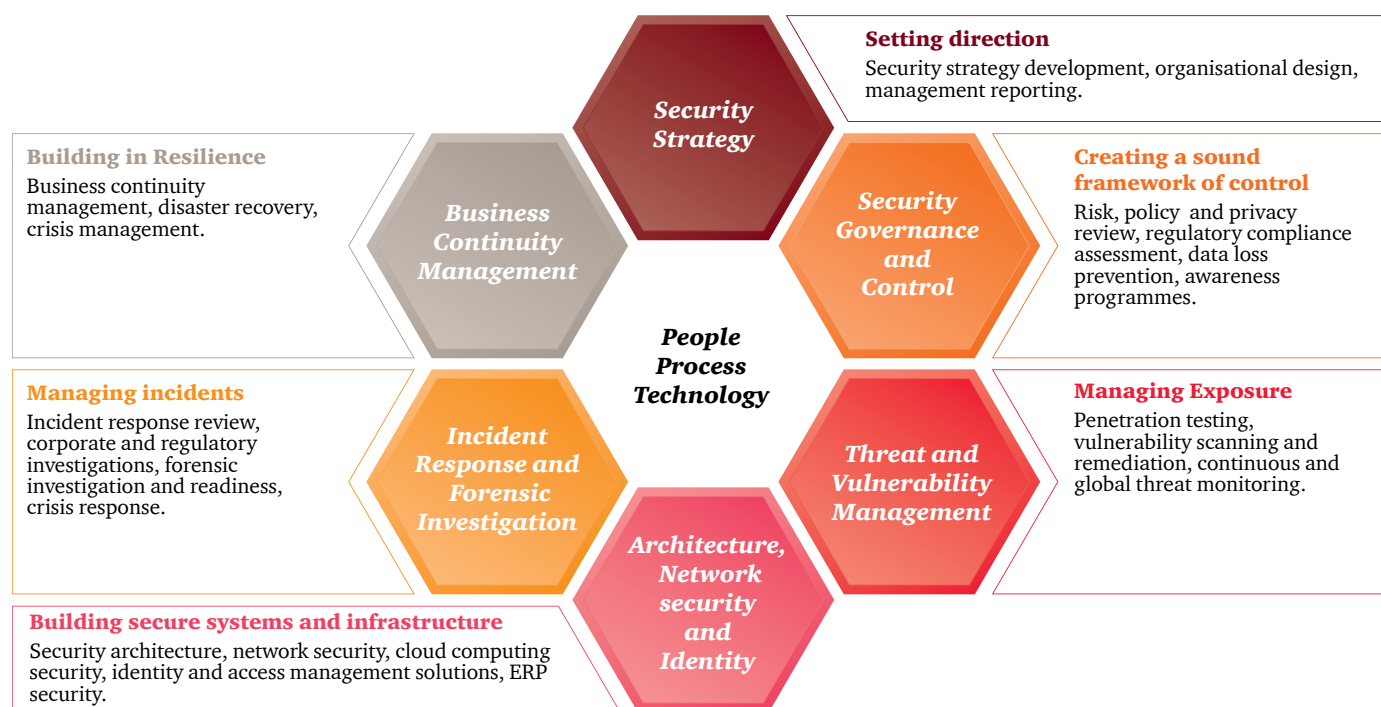 Security
Strategy
Setting direction
Security strategy development, organisational design,
management reporting.
Security
Governance
and
Control
Creating a sound
framework of control
Risk, policy  and privacy
review, regulatory compliance
assessment, data loss
prevention, awareness
programmes.
Threat and
Vulnerability
Management
Managing Exposure
Penetration testing,
vulnerability scanning and
remediation, continuous and
global threat monitoring.
Architecture,
Network
security
and
Identity
Building secure systems and infrastructure
Security architecture, network security, cloud computing
security, identity and access management solutions, ERP
security.
Incident
Response and
Forensic
Investigation
Managing incidents
Incident response review,
corporate and regulatory
investigations, forensic
investigation and readiness,
crisis response.
Business
Continuity
Management
Building in Resilience
Business continuity
management, disaster recovery,
crisis management.
People
Process
Technology